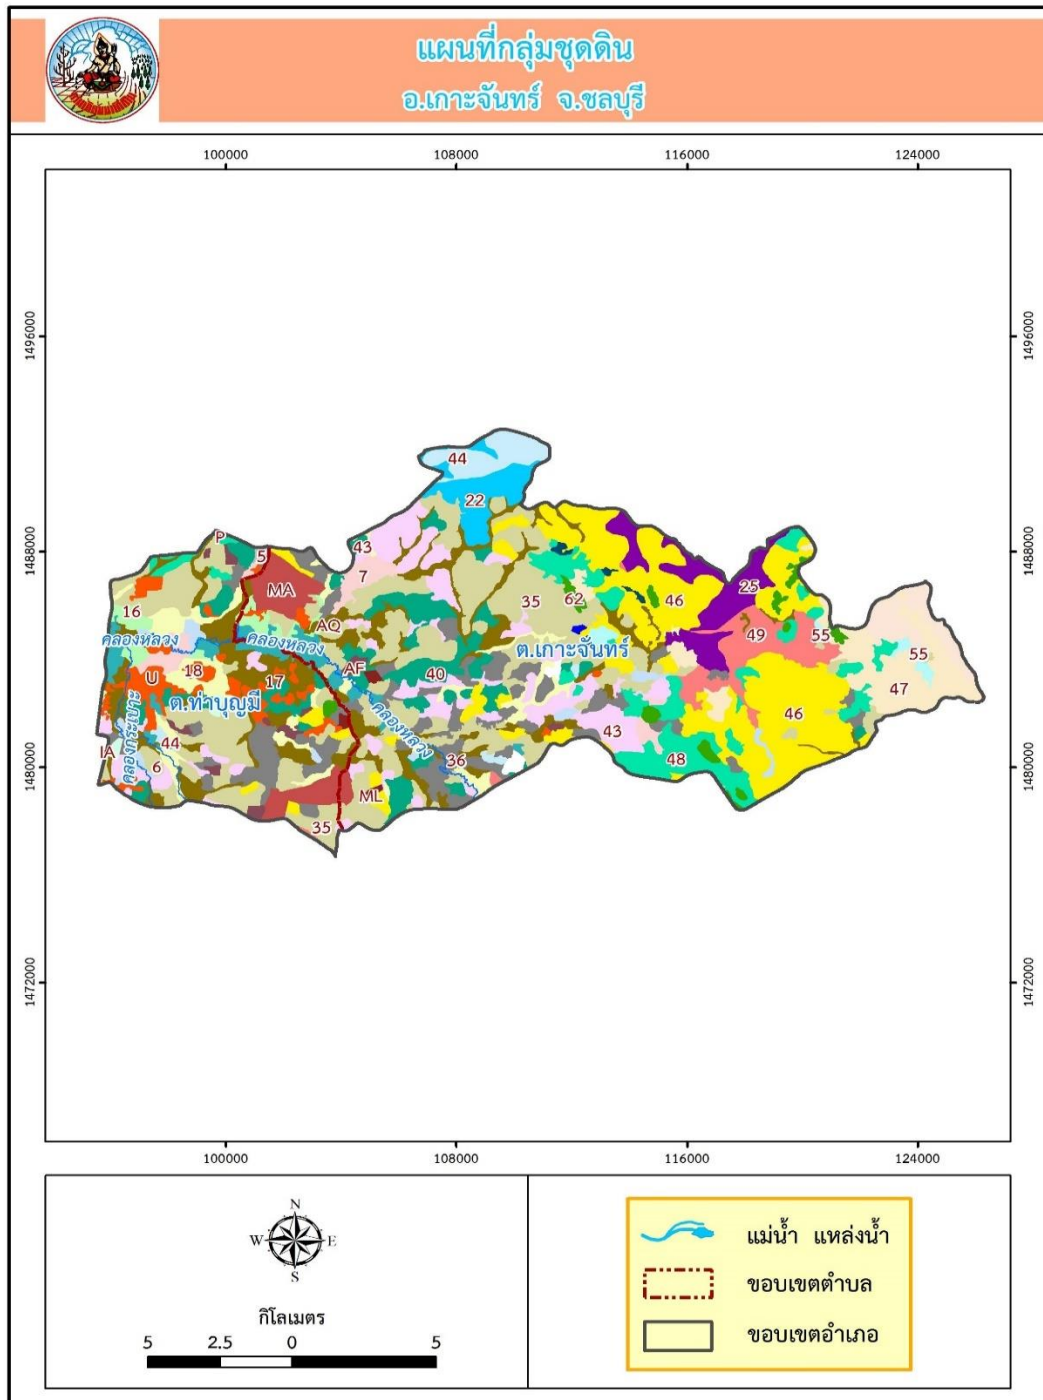 แผนที่กลุ่มชุดดิน
อ.เกาะจันทร์ จ.ชลบุรี
100000 108000 116000 124000
1496000 1496000
44
22
1488000 P 5 43 1488000
7 MA 25
16 35 62 46
AQ 49 55
คลองหลวง คลองหลวง ต.เกาะจันทร์ 55
AF 40
U 18 17 47
ต.ท่าบุญมี
คลองกระเปาะ คลองหลวง 46
44 43
IA 6 36 48
1480000 1480000
ML
35
1472000 1472000
100000 108000 116000 124000
N
W E
S
กิโลเมตร
5 2.5 0 5
แม่น้ำ แหล่งน้ำ
ขอบเขตตำบล
ขอบเขตอำเภอ